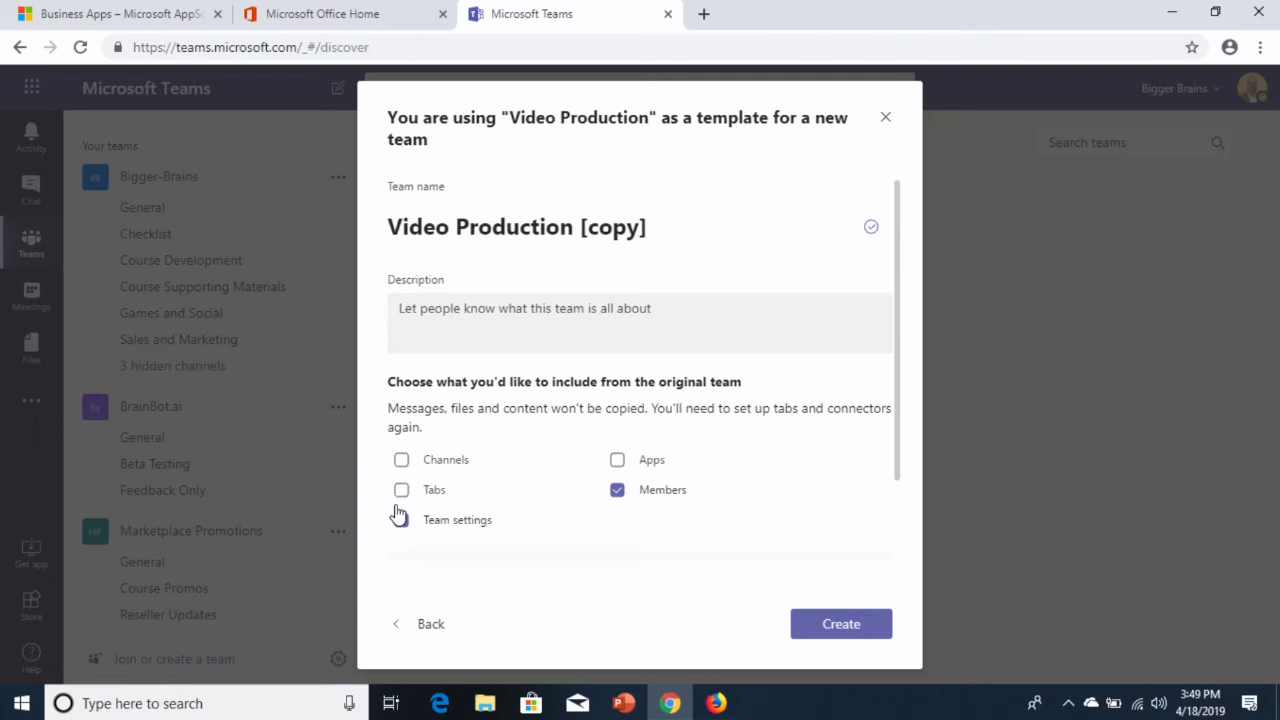 Business Apps – Microsoft AppSo
Microsoft Office Home
Microsoft Teams
https://teams.microsoft.com/_#/discover
Microsoft Teams
Bigger Brains
Activity
Chat
Teams
Meetings
Files
Get app
Store
Help
Your teams
BB
Bigger-Brains
General
Checklist
Course Development
Course Supporting Materials
Games and Social
Sales and Marketing
3 hidden channels
Be
BrainBot.ai
General
Beta Testing
Feedback Only
MP
Marketplace Promotions
General
Course Promos
Reseller Updates
Join or create a team
Search teams
You are using "Video Production" as a template for a new
team
Team name
Video Production [copy]
Description
Let people know what this team is all about
Choose what you'd like to include from the original team
Messages, files and content won't be copied. You'll need to set up tabs and connectors
again.
Channels
Apps
Tabs
Members
Team settings
Back
Create
Type here to search
3:49 PM
4/18/2019